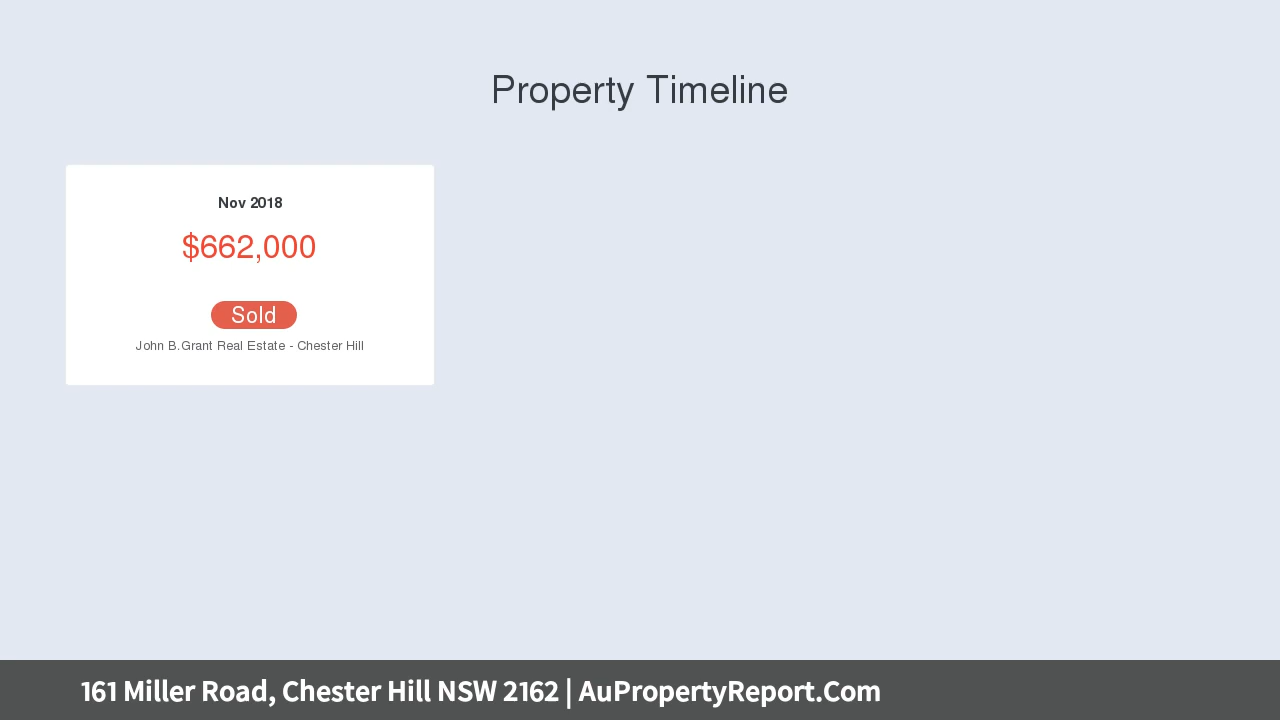 Property Timeline
Nov 2018
$662,000
Sold
John B.Grant Real Estate - Chester Hill
161 Miller Road, Chester Hill NSW 2162 | AuPropertyReport.Com